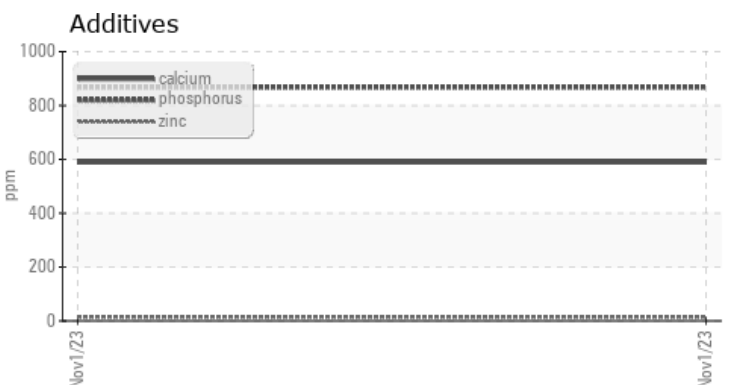 Additives
1000
800
600
400
200
0
ppm
calcium
phosphorus
zinc
Nov1/23
Nov1/23